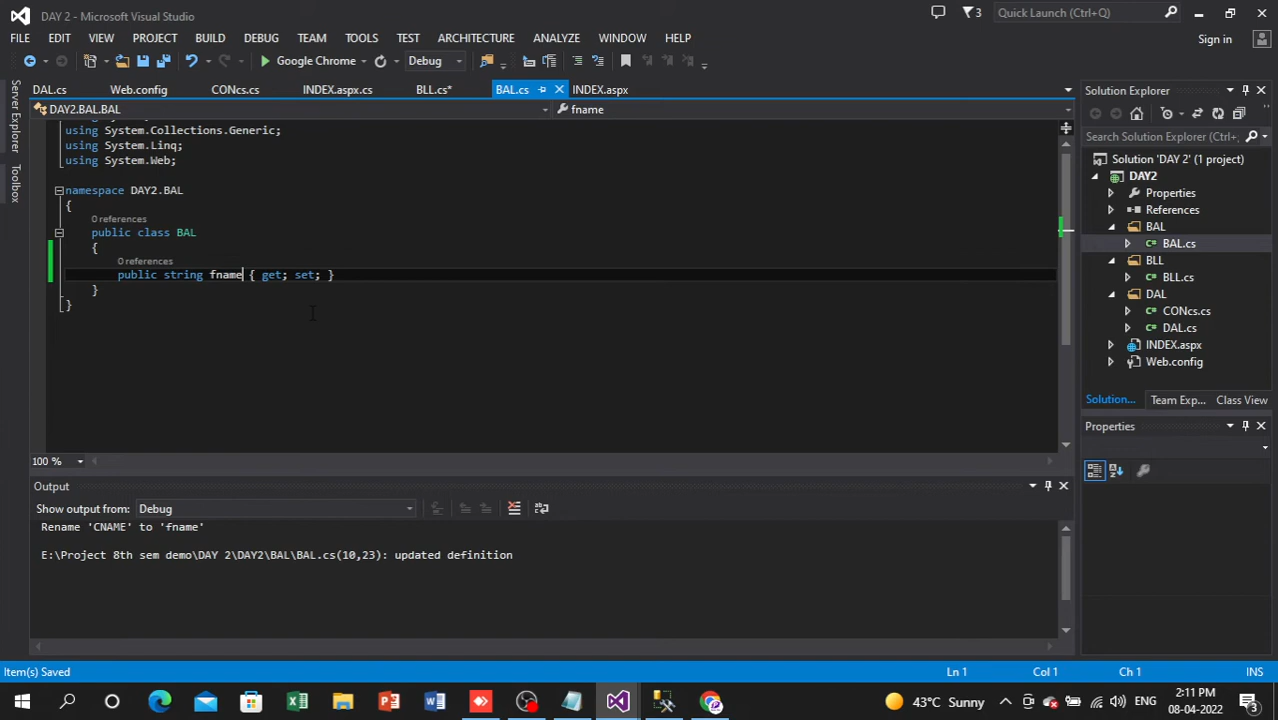 DAY 2 - Microsoft Visual Studio
3
Quick Launch (Ctrl+Q)
FILE EDIT VIEW PROJECT BUILD DEBUG TEAM TOOLS TEST ARCHITECTURE ANALYZE WINDOW HELP
Sign in
Google Chrome Debug
DAL.cs Web.config CONcs.cs INDEX.aspx.cs BLL.cs* BAL.cs INDEX.aspx
DAY2.BAL.BAL fname
Server Explorer
Toolbox
using System.Collections.Generic;
using System.Linq;
using System.Web;
namespace DAY2.BAL
{
0 references
public class BAL
{
0 references
public string fname { get; set; }
}
}
100 %
Output
Show output from: Debug
Rename 'CNAME' to 'fname'
E:\Project 8th sem demo\DAY 2\DAY2\BAL\BAL.cs(10,23): updated definition
Solution Explorer
Search Solution Explorer (Ctrl+
Solution 'DAY 2' (1 project)
DAY2
Properties
References
BAL
C# BAL.cs
BLL
C# BLL.cs
DAL
C# CONcs.cs
C# DAL.cs
INDEX.aspx
Web.config
Solution... Team Exp... Class View
Properties
Item(s) Saved Ln 1 Col 1 Ch 1 INS
43°C Sunny ENG 2:11 PM
08-04-2022
3